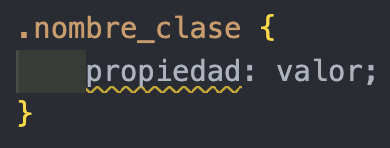 .nombre_clase {
    propiedad: valor;
}